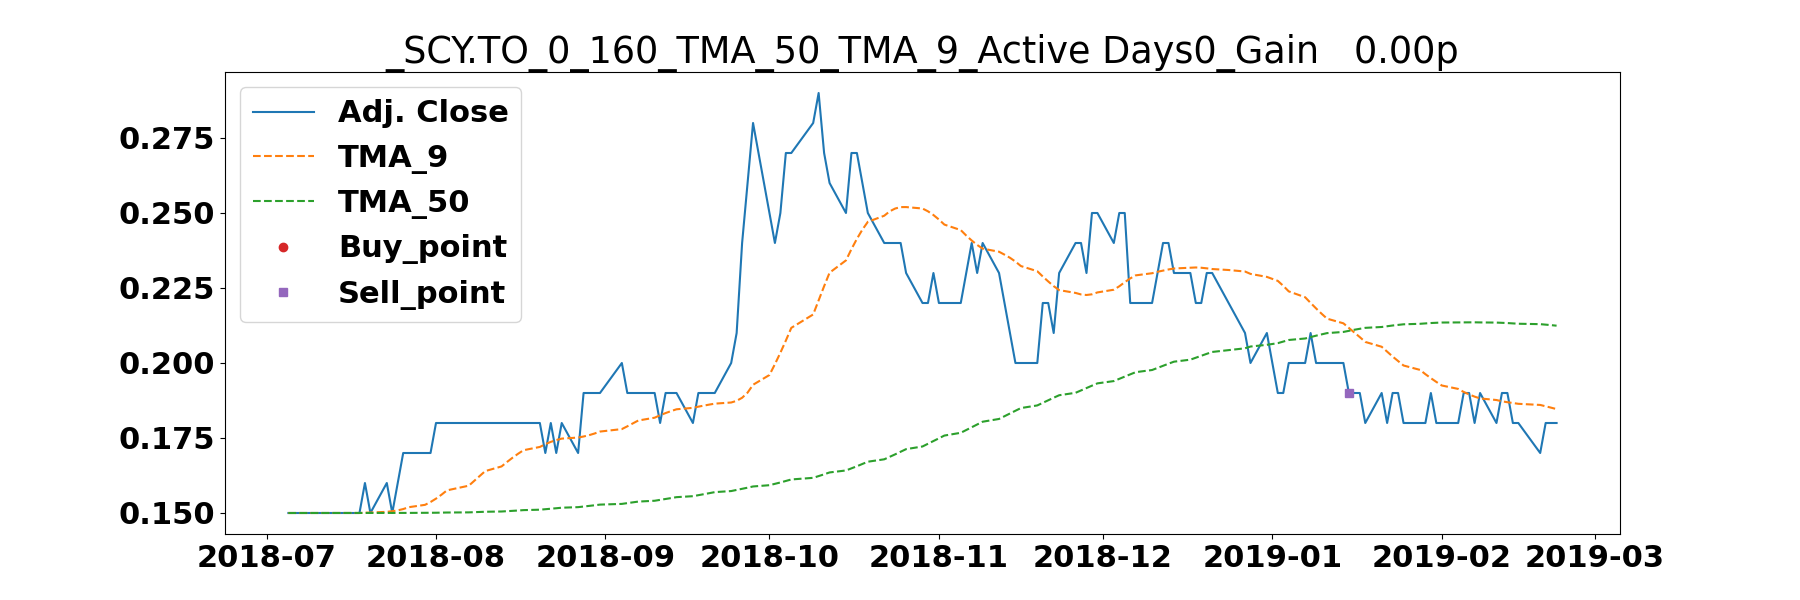 _SCY.TO_0_160_TMA_50_TMA_9_Active Days0_Gain   0.00p
Adj. Close
TMA_9
TMA_50
Buy_point
Sell_point
0.275
0.250
0.225
0.200
0.175
0.150
2018-07 2018-08 2018-09 2018-10 2018-11 2018-12 2019-01 2019-02 2019-03